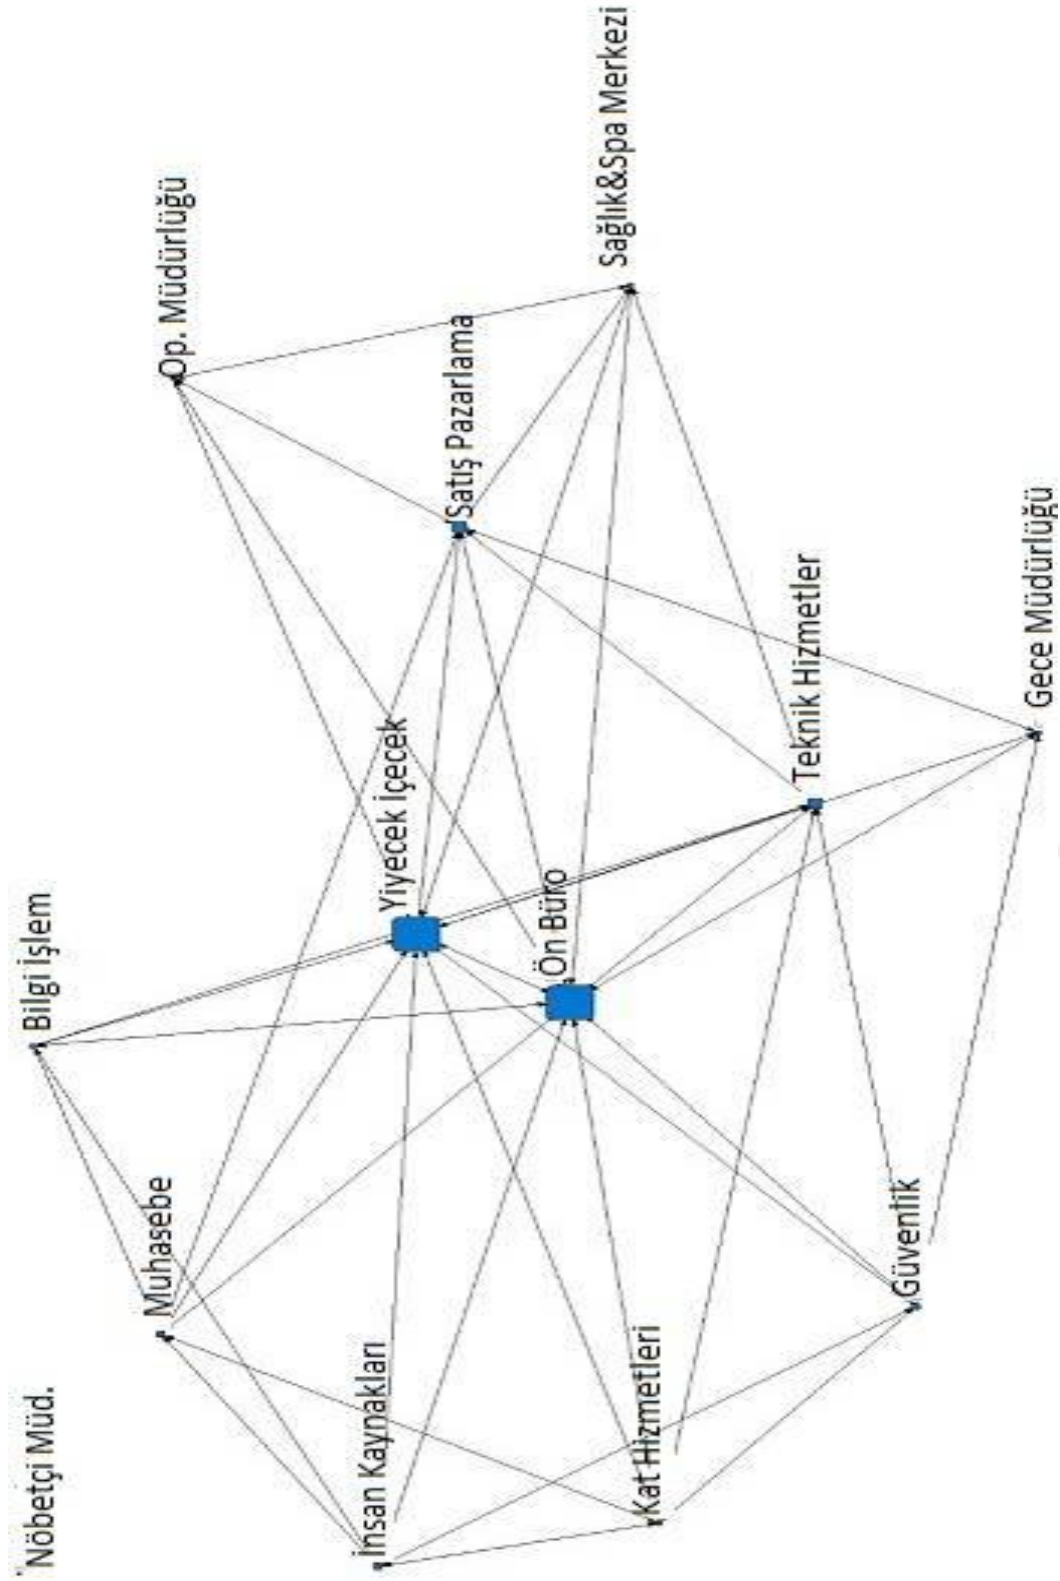 Nöbetçi Müd.
Muhasebe
Bilgi İşlem
Op. Müdürlüğü
İnsan Kaynakları
Yiyecek İçecek
Satış Pazarlama
Ön Büro
Sağlık&Spa Merkezi
Kat Hizmetleri
Teknik Hizmetler
Güvenlik
Gece Müdürlüğü